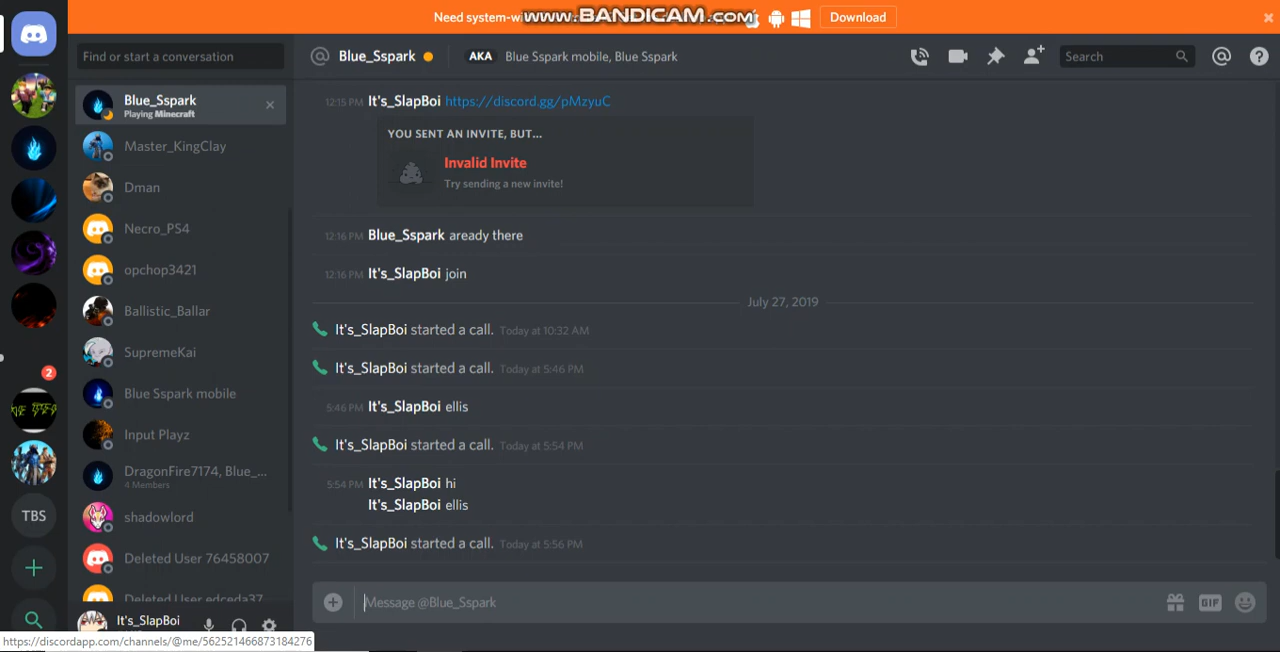 Need system-wi
www.BANDICAM.com
Download
Find or start a conversation
Blue_Sspark
AKA
Blue Sspark mobile, Blue Sspark
Search
Blue_Sspark
Playing Minecraft
Master_KingClay
Dman
Necro_PS4
opchop3421
Ballistic_Ballar
SupremeKai
Blue Sspark mobile
Input Playz
DragonFire7174, Blue_...
4 Members
shadowlord
Deleted User 76458007
Deleted User edceda37
It's_SlapBoi
2
TBS
12:15 PM It's_SlapBoi https://discord.gg/pMzyuC
YOU SENT AN INVITE, BUT...
Invalid Invite
Try sending a new invite!
12:16 PM Blue_Sspark aready there
12:16 PM It's_SlapBoi join
July 27, 2019
It's_SlapBoi started a call. Today at 10:32 AM
It's_SlapBoi started a call. Today at 5:46 PM
5:46 PM It's_SlapBoi ellis
It's_SlapBoi started a call. Today at 5:54 PM
5:54 PM It's_SlapBoi hi
It's_SlapBoi ellis
It's_SlapBoi started a call. Today at 5:56 PM
Message @Blue_Sspark
GIF
https://discordapp.com/channels/@me/562521466873184276